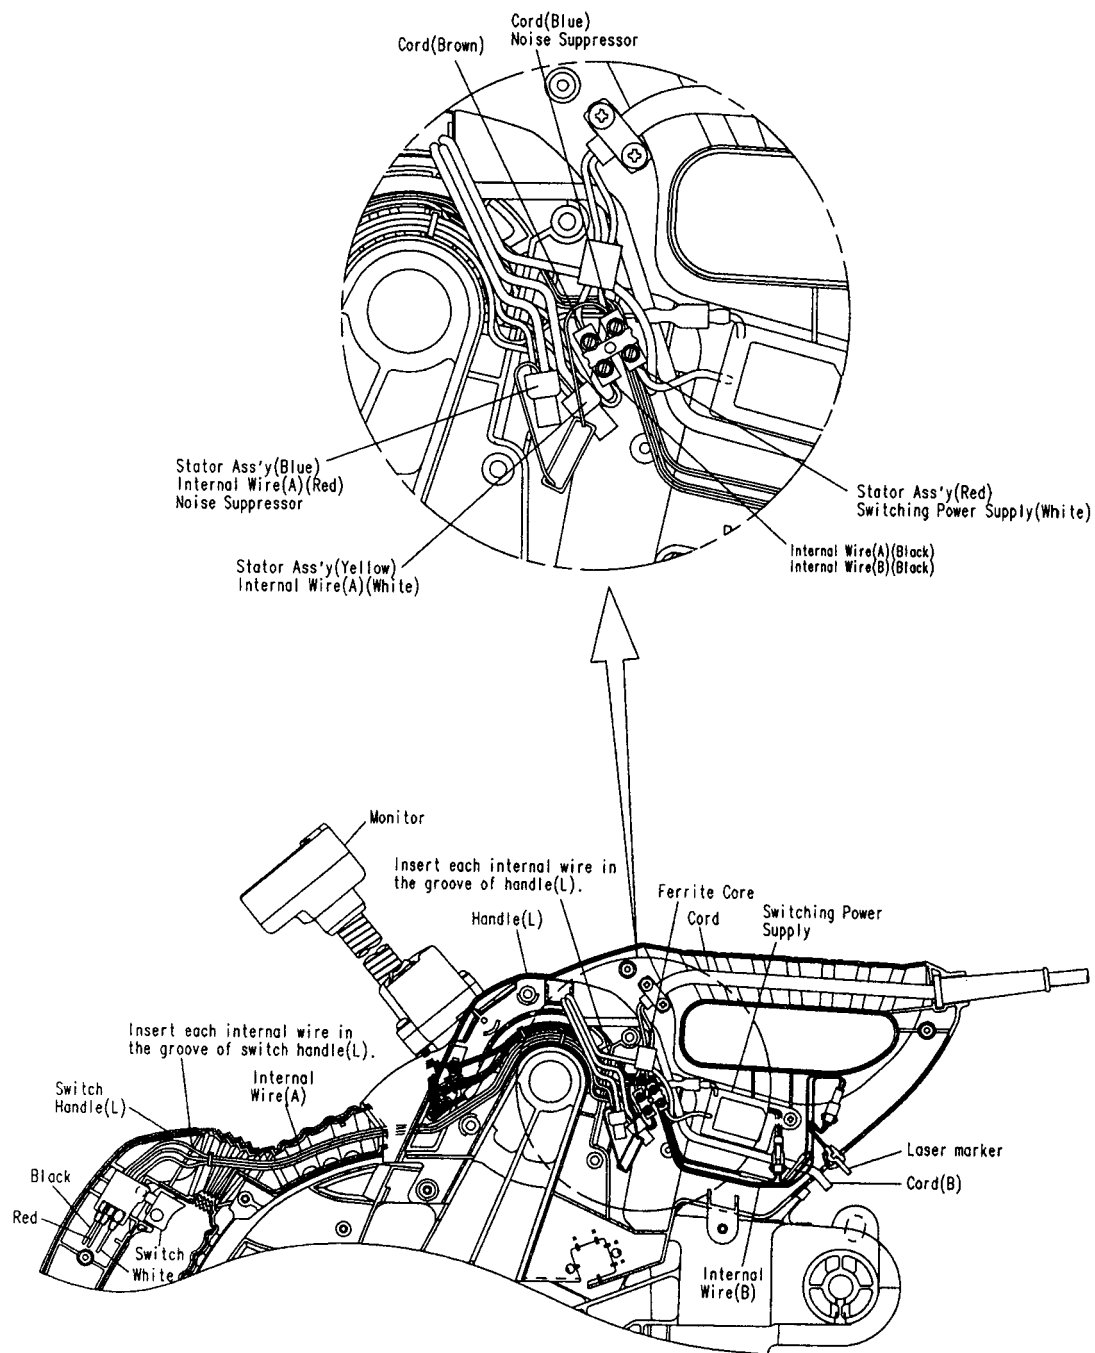 Cord(Blue)
Noise Suppressor
Cord(Brown)
Stator Ass'y(Blue)
Internal Wire(A)(Red)
Noise Suppressor
Stator Ass'y(Red)
Switching Power Supply(White)
Internal Wire(A)(Black)
Internal Wire(B)(Black)
Stator Ass'y(Yellow)
Internal Wire(A)(White)
Monitor
Insert each internal wire in
the groove of handle(L).
Ferrite Core
Handle(L)
Cord
Switching Power
Supply
Insert each internal wire in
the groove of switch handle(L).
Internal
Wire(A)
Switch
Handle(L)
Laser marker
Black
Cord(B)
Red
Switch
White
Internal
Wire(B)